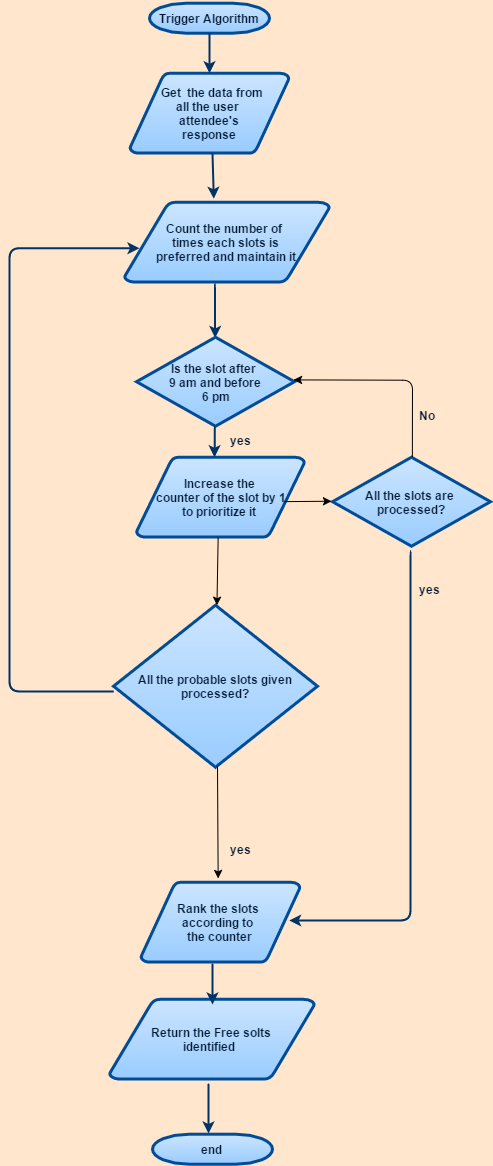 Trigger Algorithm
Get the data from
all the user
attendee's
response
Count the number of
times each slots is
preferred and maintain it
Is the slot after
9 am and before
6 pm
No
yes
Increase the
counter of the slot by 1
to prioritize it
All the slots are
processed?
yes
All the probable slots given
processed?
yes
Rank the slots
according to
the counter
Return the Free solts
identified
end